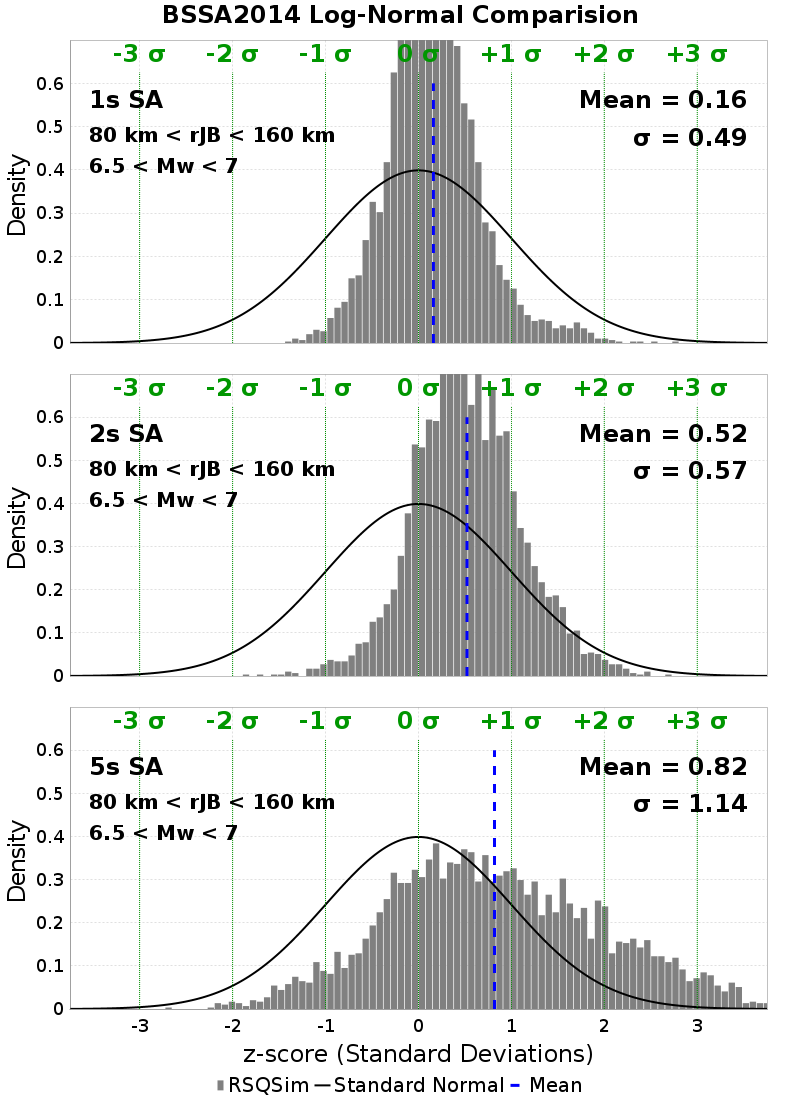 BSSA2014 Log-Normal Comparision
-3 σ -2 σ -1 σ 0 σ +1 σ +2 σ +3 σ
0.6
1s SA Mean = 0.16
0.5
80 km < rJB < 160 km σ = 0.49
6.5 < Mw < 7
0.4
Density
0.3
0.2
0.1
0
-3 σ -2 σ -1 σ 0 σ +1 σ +2 σ +3 σ
0.6
2s SA Mean = 0.52
0.5
80 km < rJB < 160 km σ = 0.57
6.5 < Mw < 7
0.4
Density
0.3
0.2
0.1
0
-3 σ -2 σ -1 σ 0 σ +1 σ +2 σ +3 σ
0.6
5s SA Mean = 0.82
0.5
80 km < rJB < 160 km σ = 1.14
6.5 < Mw < 7
0.4
Density
0.3
0.2
0.1
0
-3 -2 -1 0 1 2 3
z-score (Standard Deviations)
RSQSim Standard Normal Mean